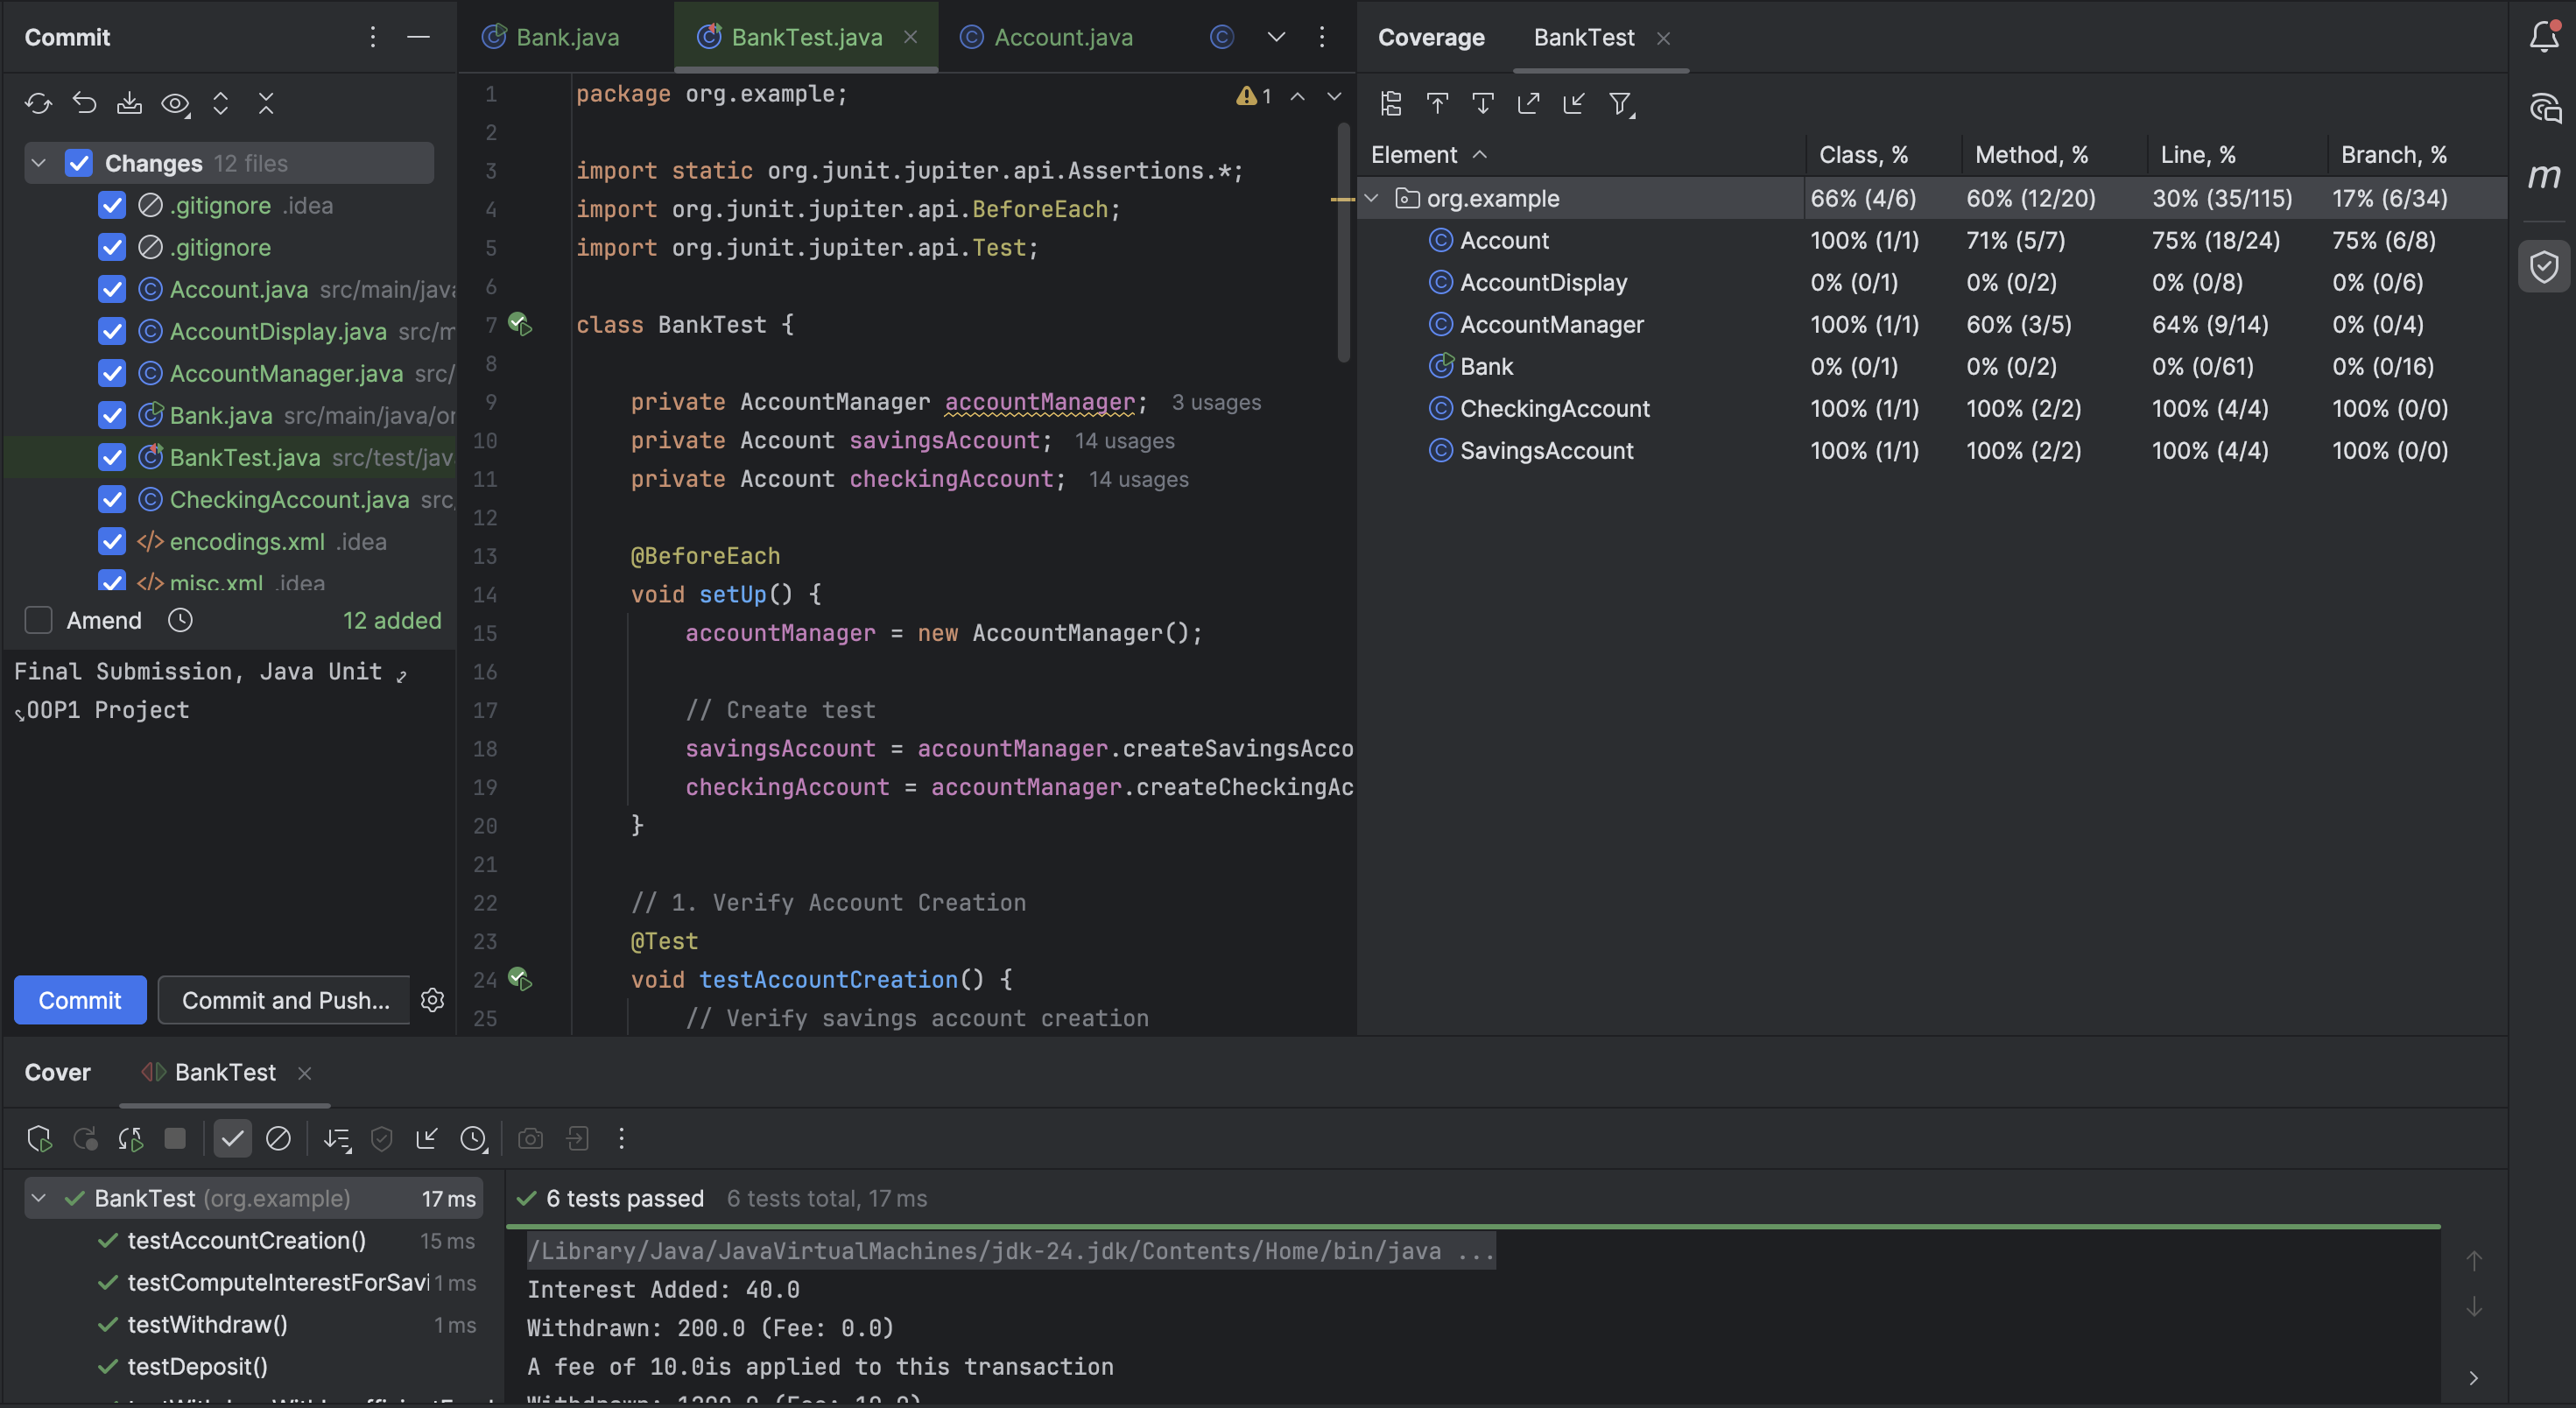 Commit
Changes 12 files
.gitignore .idea
.gitignore
Account.java src/main/java
AccountDisplay.java src/m
AccountManager.java src/
Bank.java src/main/java/or
BankTest.java src/test/jav
CheckingAccount.java src
encodings.xml .idea
misc.xml .idea
Amend 12 added
Final Submission, Java Unit
OOP1 Project
Commit Commit and Push...
Bank.java BankTest.java Account.java
1
1 package org.example;
2
3 import static org.junit.jupiter.api.Assertions.*;
4 import org.junit.jupiter.api.BeforeEach;
5 import org.junit.jupiter.api.Test;
6
7 class BankTest {
8
9 private AccountManager accountManager; 3 usages
10 private Account savingsAccount; 14 usages
11 private Account checkingAccount; 14 usages
12
13 @BeforeEach
14 void setUp() {
15 accountManager = new AccountManager();
16
17 // Create test
18 savingsAccount = accountManager.createSavingsAcco
19 checkingAccount = accountManager.createCheckingAc
20 }
21
22 // 1. Verify Account Creation
23 @Test
24 void testAccountCreation() {
25 // Verify savings account creation
Coverage BankTest
Element Class, % Method, % Line, % Branch, %
org.example 66% (4/6) 60% (12/20) 30% (35/115) 17% (6/34)
Account 100% (1/1) 71% (5/7) 75% (18/24) 75% (6/8)
AccountDisplay 0% (0/1) 0% (0/2) 0% (0/8) 0% (0/6)
AccountManager 100% (1/1) 60% (3/5) 64% (9/14) 0% (0/4)
Bank 0% (0/1) 0% (0/2) 0% (0/61) 0% (0/16)
CheckingAccount 100% (1/1) 100% (2/2) 100% (4/4) 100% (0/0)
SavingsAccount 100% (1/1) 100% (2/2) 100% (4/4) 100% (0/0)
m
Cover BankTest
BankTest (org.example) 17 ms
testAccountCreation() 15 ms
testComputeInterestForSavi 1 ms
testWithdraw() 1 ms
testDeposit()
6 tests passed 6 tests total, 17 ms
/Library/Java/JavaVirtualMachines/jdk-24.jdk/Contents/Home/bin/java ...
Interest Added: 40.0
Withdrawn: 200.0 (Fee: 0.0)
A fee of 10.0is applied to this transaction